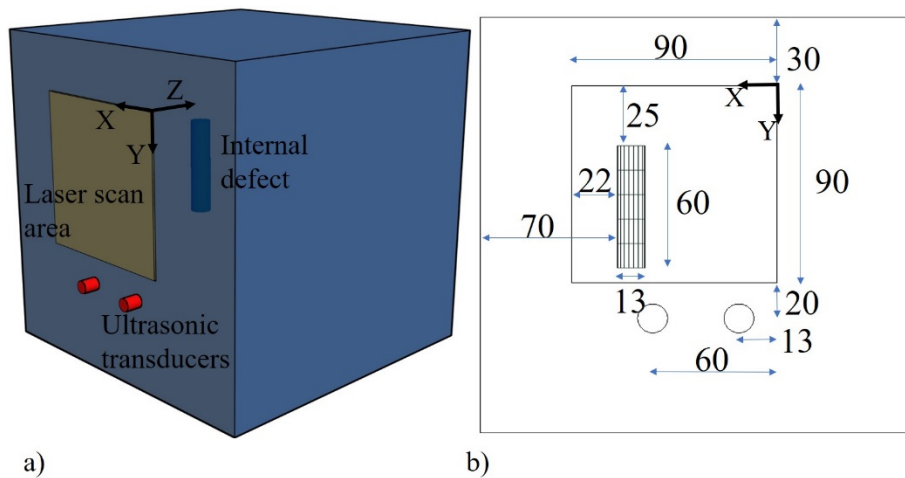 Z
X
Y
Internal
defect
Laser scan
area
Ultrasonic
transducers
a)
90
30
X
Y
25
22
60
90
70
13
20
13
60
b)